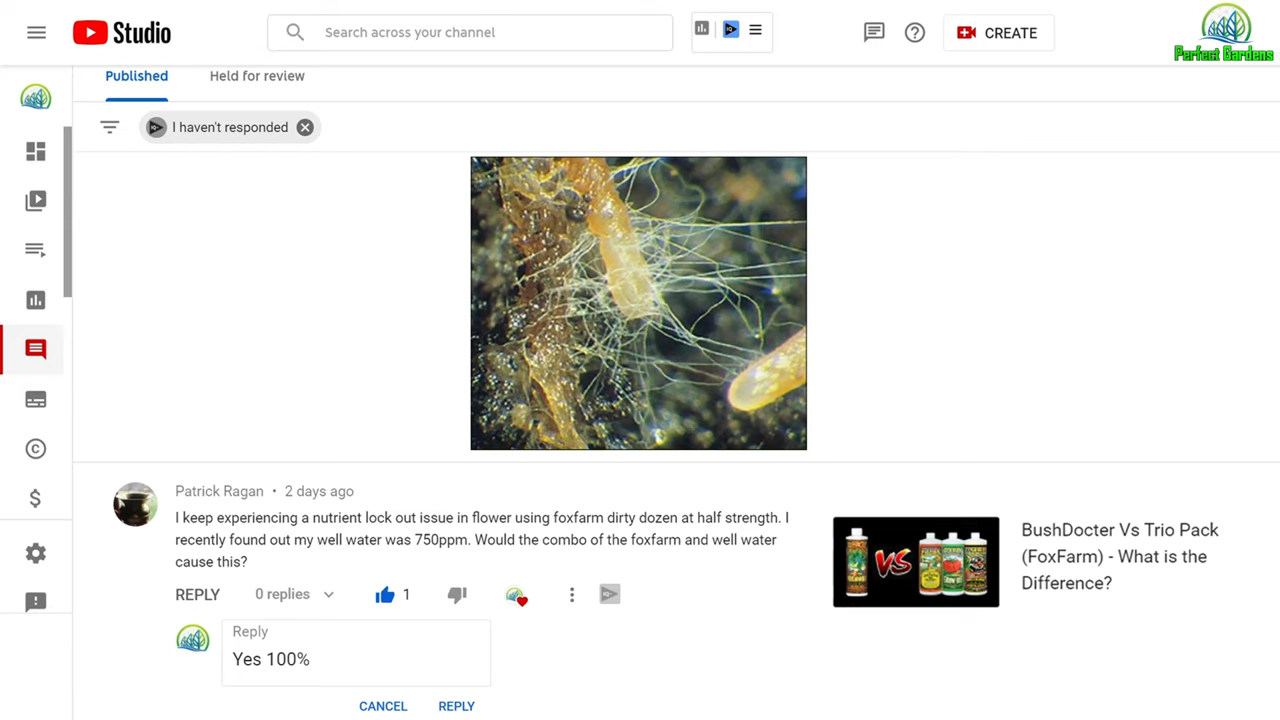 Studio
Search across your channel
CREATE
Perfect Gardens
Published
Held for review
I haven't responded
Patrick Ragan • 2 days ago
I keep experiencing a nutrient lock out issue in flower using foxfarm dirty dozen at half strength. I
recently found out my well water was 750ppm. Would the combo of the foxfarm and well water
cause this?
BushDocter Vs Trio Pack
(FoxFarm) - What is the
Difference?
VS
REPLY
0 replies
1
Reply
Yes 100%
CANCEL
REPLY